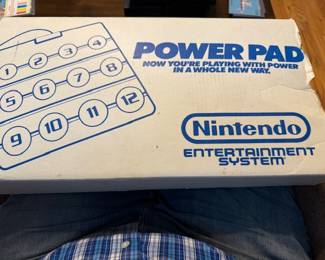 POWER PAD
NOW YOU'RE PLAYING WITH POWER
IN A WHOLE NEW WAY.
1 2 3 4
5 6 7 8
9 10 11 12
Nintendo®
ENTERTAINMENT
SYSTEM®